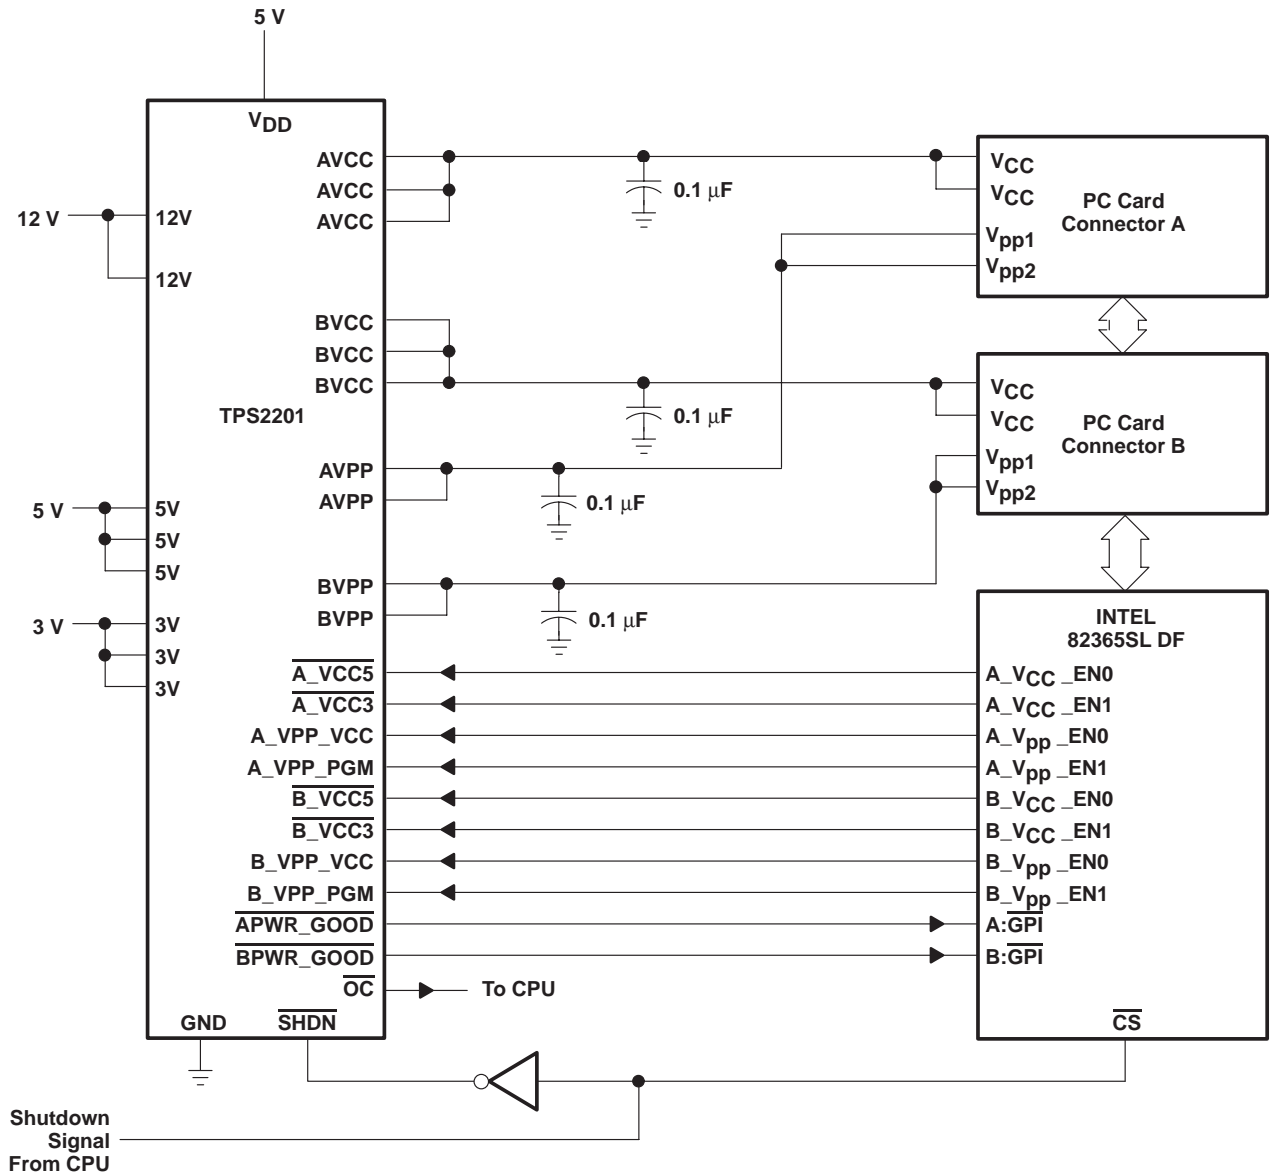 5 V
VDD
AVCC
AVCC
AVCC
12 V
12V
12V
BVCC
BVCC
BVCC
TPS2201
AVPP
AVPP
5 V
5V
5V
5V
BVPP
BVPP
3 V
3V
3V
3V
A_VCC5
A_VCC3
A_VPP_VCC
A_VPP_PGM
B_VCC5
B_VCC3
B_VPP_VCC
B_VPP_PGM
APWR_GOOD
BPWR_GOOD
OC
To CPU
GND
SHDN
0.1 μF
0.1 μF
0.1 μF
0.1 μF
VCC
VCC
Vpp1
Vpp2
PC Card
Connector A
VCC
VCC
Vpp1
Vpp2
PC Card
Connector B
INTEL
82365SL DF
A_VCC_EN0
A_VCC_EN1
A_Vpp_EN0
A_Vpp_EN1
B_VCC_EN0
B_VCC_EN1
B_Vpp_EN0
B_Vpp_EN1
A:GPI
B:GPI
CS
Shutdown
Signal
From CPU